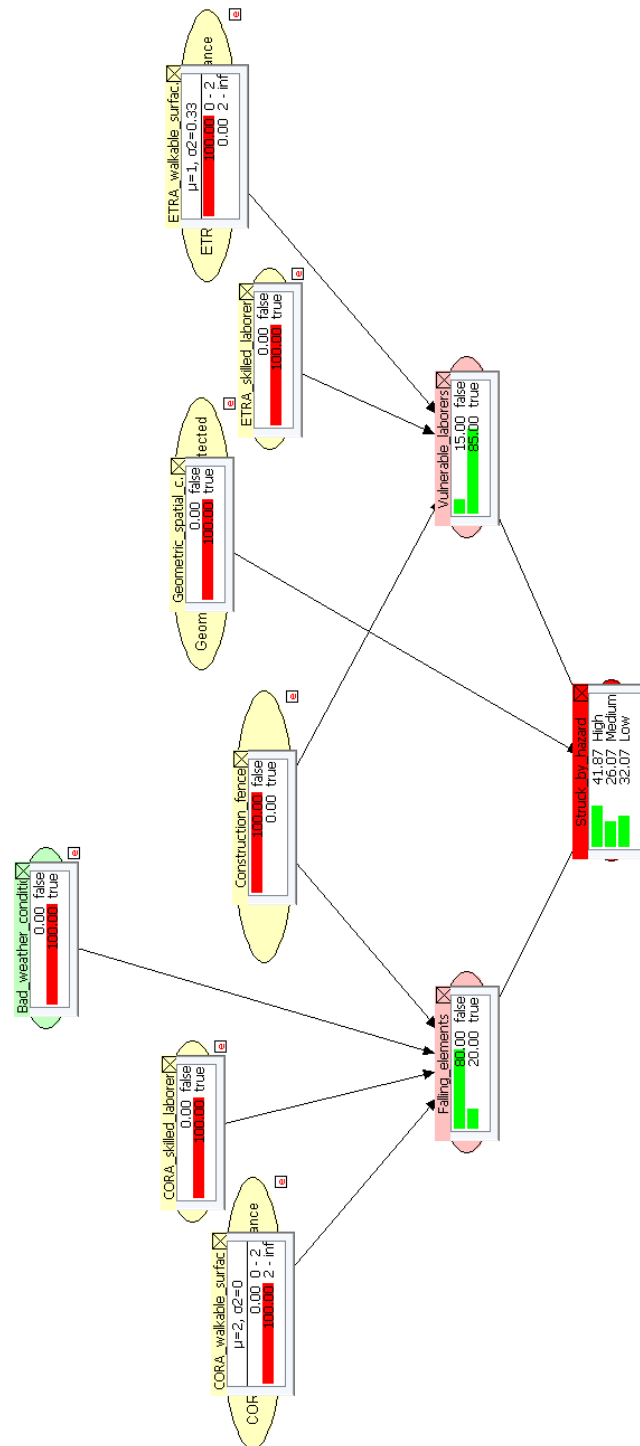 Bad_weather_conditi
0.00 false
100.00 true
e
CORA_walkable_surfac
μ=2, σ2=0
0.00 0 - 2
100.00 2 - inf
COR
ance
e
CORA_skilled_laborer
0.00 false
100.00 true
e
Construction_fence
100.00 false
0.00 true
e
Geometric_spatial_c.
0.00 false
100.00 true
Geom
tected
e
ETRA_skilled_laborer
0.00 false
100.00 true
e
ETRA_walkable_surfac.
μ=1, σ2=0.33
100.00 0 - 2
0.00 2 - inf
ETR
ance
e
Falling_elements
80.00 false
20.00 true
Vulnerable_laborers
15.00 false
85.00 true
Struck_by_hazard
41.87 High
26.07 Medium
32.07 Low